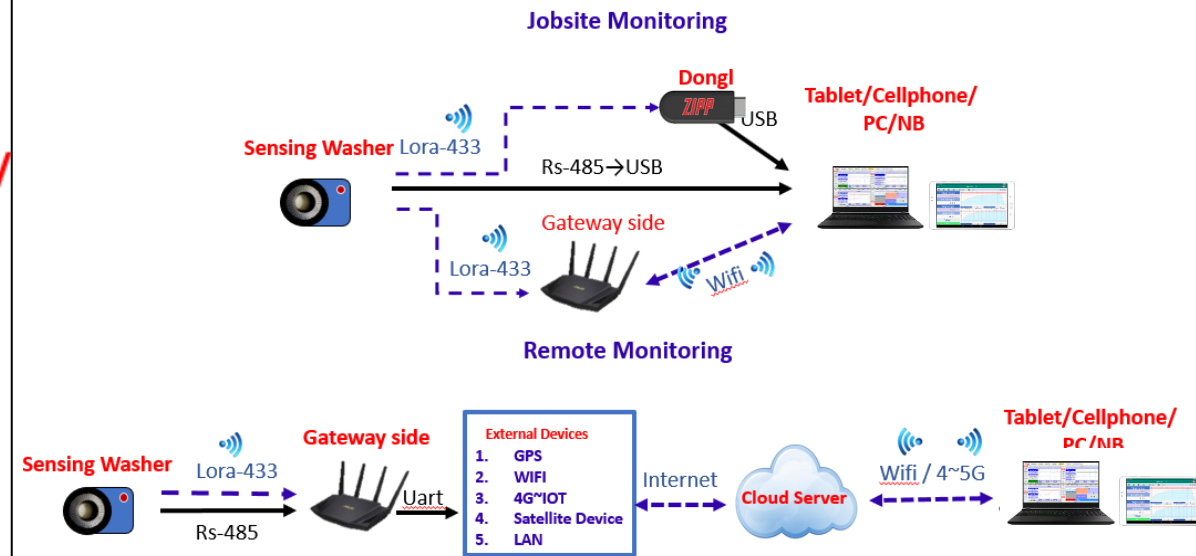 Jobsite Monitoring
Dongl
ZIPP
USB
Tablet/Cellphone/
PC/NB
Sensing Washer
Lora-433
Rs-485→USB
Gateway side
Lora-433
Wifi
Remote Monitoring
Sensing Washer
Lora-433
Rs-485
Gateway side
Uart
External Devices
1. GPS
2. WIFI
3. 4G~IOT
4. Satellite Device
5. LAN
Internet
Cloud Server
Wifi / 4~5G
Tablet/Cellphone/
PC/NB